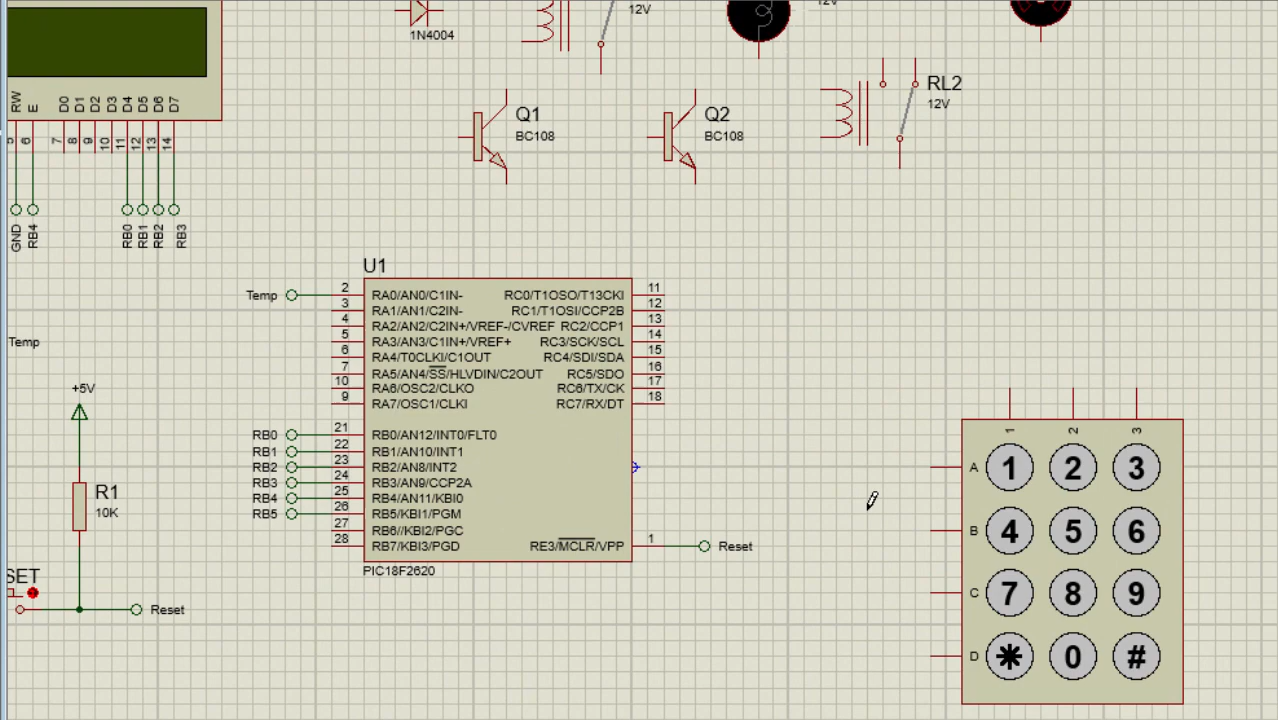 12V
12V
1N4004
RL2
12V
Q1
BC108
Q2
BC108
RW
E
D0
D1
D2
D3
D4
D5
D6
D7
6
7
8
9
10
11
12
13
14
GND
RB4
RB0
RB1
RB2
RB3
U1
Temp
2 RA0/AN0/C1IN- RC0/T1OSO/T13CKI 11
3 RA1/AN1/C2IN- RC1/T1OSI/CCP2B 12
4 RA2/AN2/C2IN+/VREF-/CVREF RC2/CCP1 13
5 RA3/AN3/C1IN+/VREF+ RC3/SCK/SCL 14
6 RA4/T0CLKI/C1OUT RC4/SDI/SDA 15
7 RA5/AN4/SS/HLVDIN/C2OUT RC5/SDO 16
10 RA6/OSC2/CLKO RC6/TX/CK 17
9 RA7/OSC1/CLKI RC7/RX/DT 18
RB0 21 RB0/AN12/INT0/FLT0
RB1 22 RB1/AN10/INT1
RB2 23 RB2/AN8/INT2
RB3 24 RB3/AN9/CCP2A
RB4 25 RB4/AN11/KBI0
RB5 26 RB5/KBI1/PGM
27 RB6//KBI2/PGC
28 RB7/KBI3/PGD RE3/MCLR/VPP 1 Reset
PIC18F2620
Temp
+5V
R1
10K
SET
Reset
1 2 3
A 1 2 3
B 4 5 6
C 7 8 9
D * 0 #